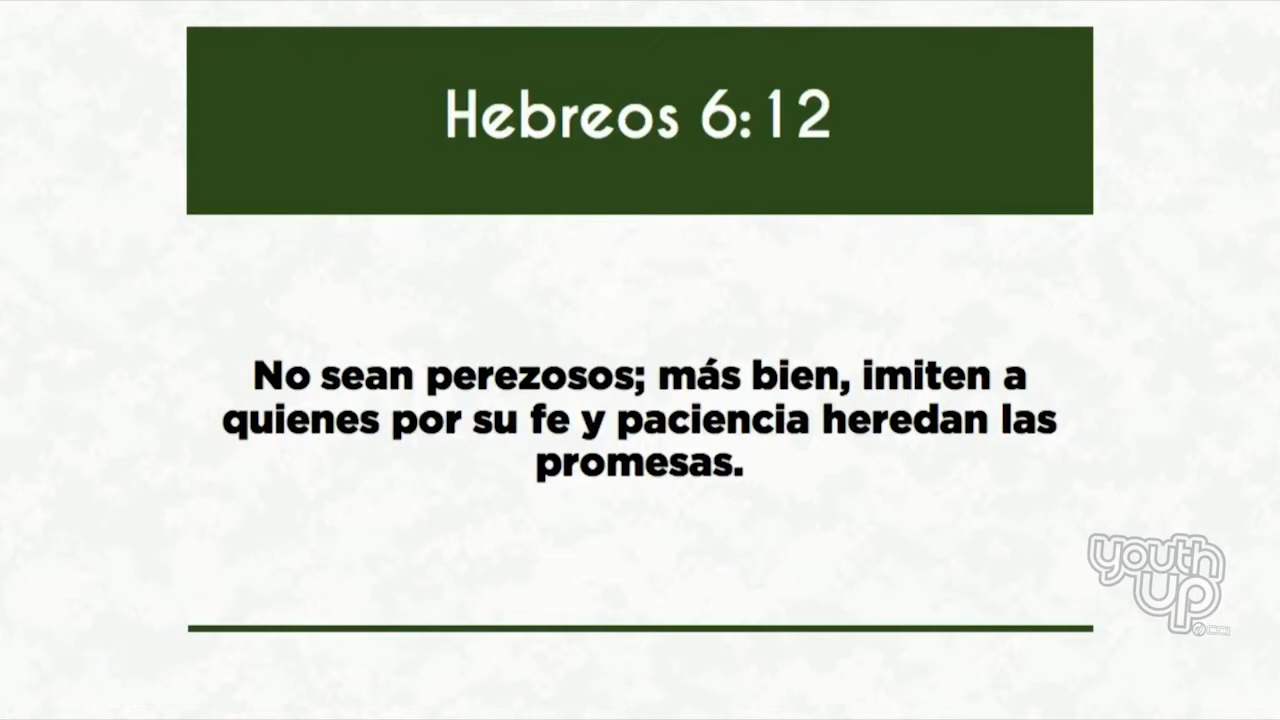 Hebreos 6:12
No sean perezosos; más bien, imiten a
quienes por su fe y paciencia heredan las
promesas.
youth
up.
CCI